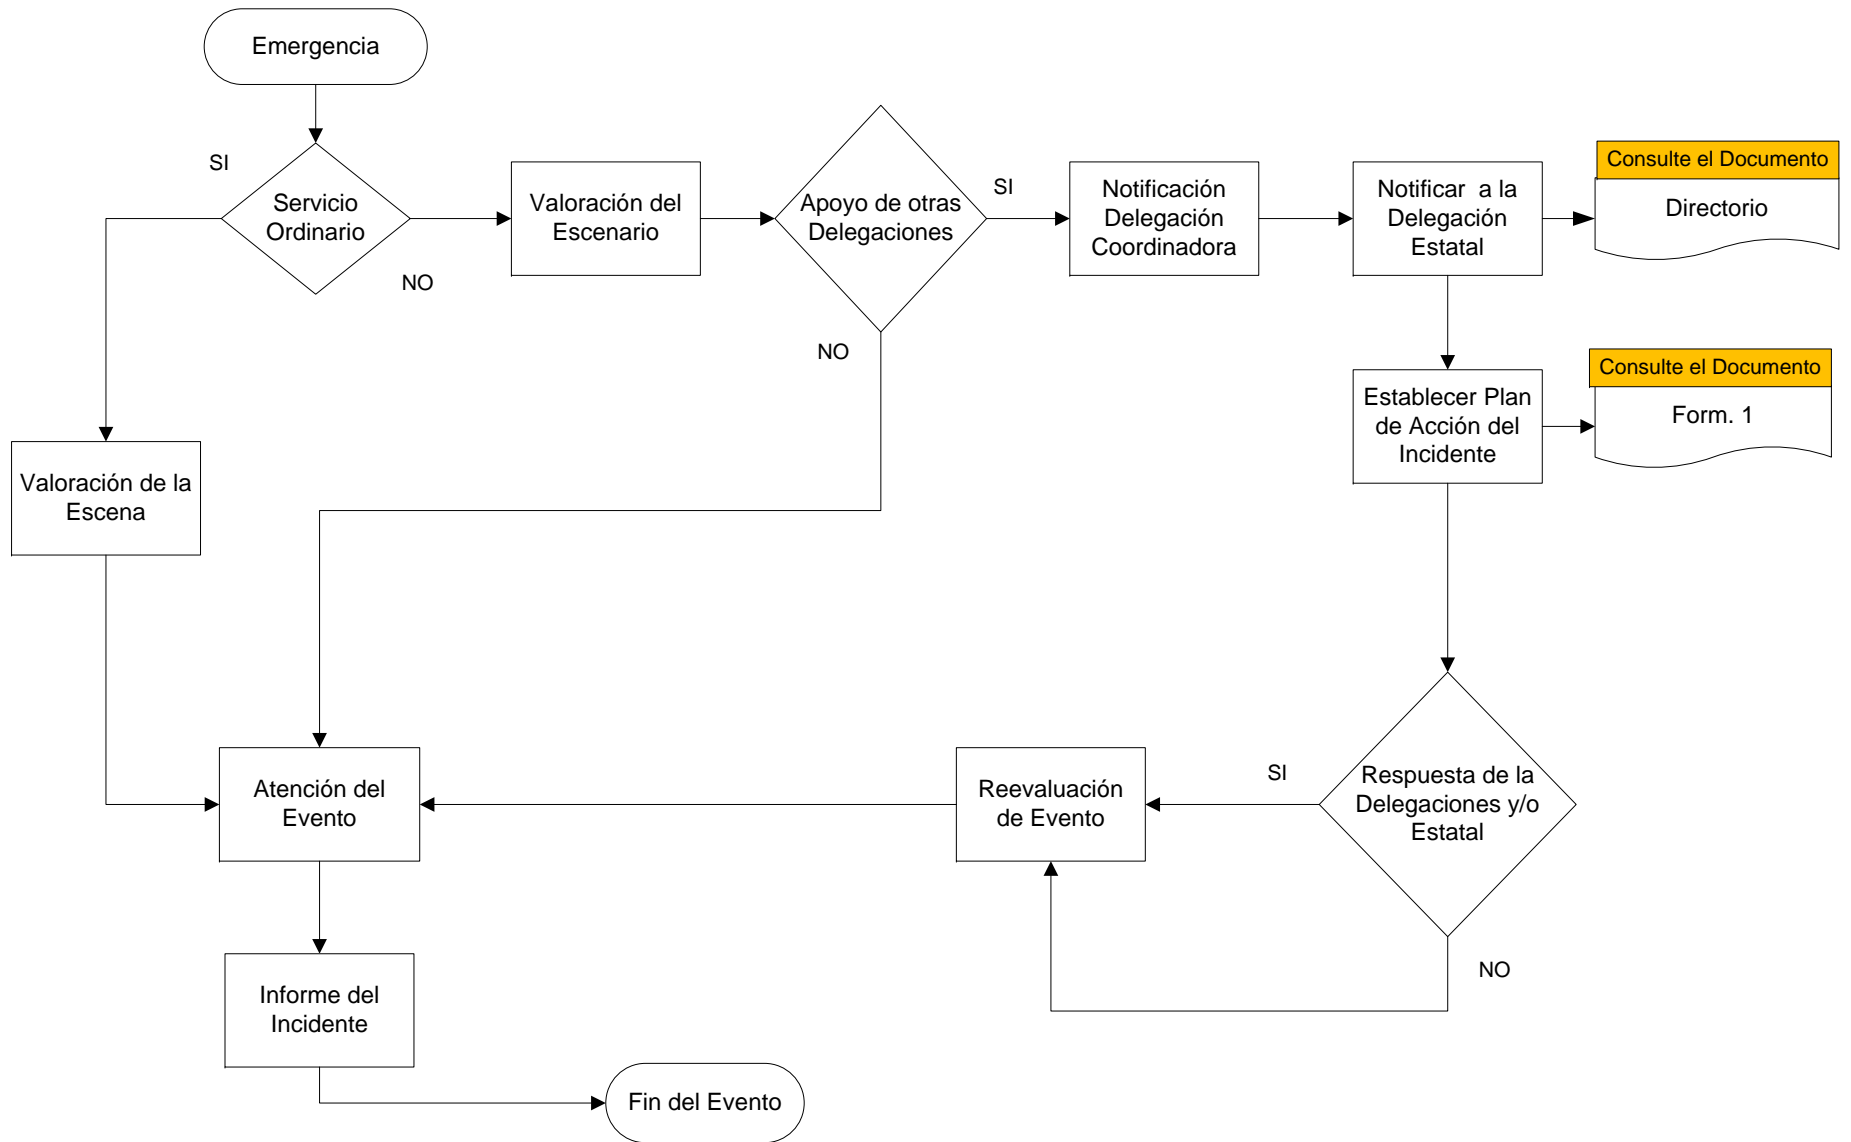 Emergencia
SI
Servicio
Ordinario
NO
Valoración del
Escenario
Apoyo de otras
Delegaciones
SI
NO
Notificación
Delegación
Coordinadora
Notificar a la
Delegación
Estatal
Consulte el Documento
Directorio
Establecer Plan
de Acción del
Incidente
Consulte el Documento
Form. 1
Valoración de la
Escena
Atención del
Evento
Reevaluación
de Evento
SI
Respuesta de la
Delegaciones y/o
Estatal
NO
Informe del
Incidente
Fin del Evento